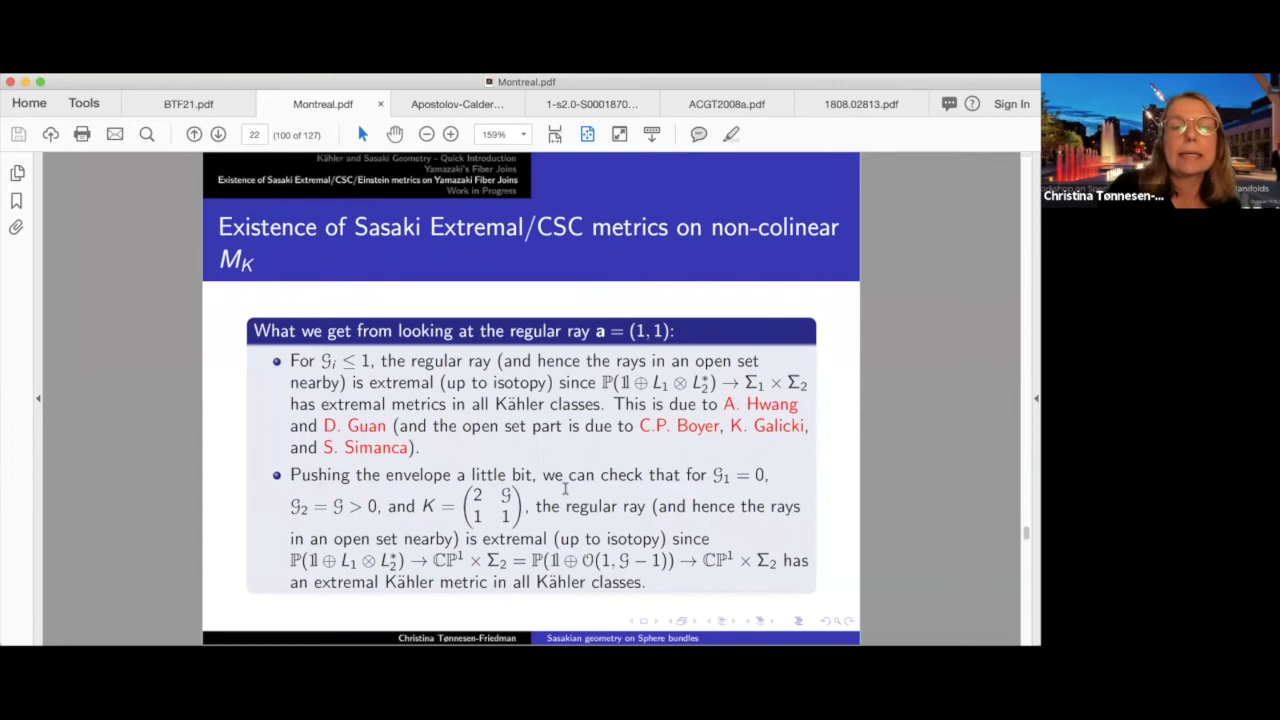 Montreal.pdf
Home Tools BTF21.pdf Montreal.pdf × Apostolov-Calder... 1-s2.0-S0001870... ACGT2008a.pdf 1808.02813.pdf Sign In
22 (100 of 127) 159%
Kähler and Sasaki Geometry - Quick Introduction
Yamazaki's Fiber Joins
Existence of Sasaki Extremal/CSC/Einstein metrics on Yamazaki Fiber Joins
Work in Progress
Existence of Sasaki Extremal/CSC metrics on non-colinear
M_K
What we get from looking at the regular ray a = (1, 1):
For 𝒢_i ≤ 1, the regular ray (and hence the rays in an open set
nearby) is extremal (up to isotopy) since ℙ(𝟙 ⊕ L_1 ⊗ L_2^*) → Σ_1 × Σ_2
has extremal metrics in all Kähler classes. This is due to A. Hwang
and D. Guan (and the open set part is due to C.P. Boyer, K. Galicki,
and S. Simanca).
Pushing the envelope a little bit, we can check that for 𝒢_1 = 0,
𝒢_2 = 𝒢 > 0, and K = (2 𝒢
1 1), the regular ray (and hence the rays
in an open set nearby) is extremal (up to isotopy) since
ℙ(𝟙 ⊕ L_1 ⊗ L_2^*) → ℂℙ^1 × Σ_2 = ℙ(𝟙 ⊕ 𝒪(1, 𝒢 − 1)) → ℂℙ^1 × Σ_2 has
an extremal Kähler metric in all Kähler classes.
Christina Tønnesen-Friedman Sasakian geometry on Sphere bundles
Christina Tønnesen-...